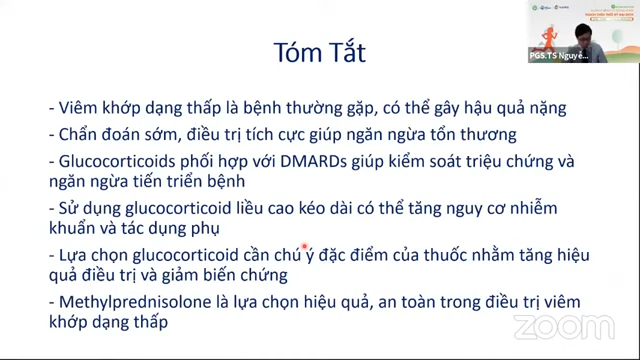 Tóm Tắt
- Viêm khớp dạng thấp là bệnh thường gặp, có thể gây hậu quả nặng
- Chẩn đoán sớm, điều trị tích cực giúp ngăn ngừa tổn thương
- Glucocorticoids phối hợp với DMARDs giúp kiểm soát triệu chứng và
ngăn ngừa tiến triển bệnh
- Sử dụng glucocorticoid liều cao kéo dài có thể tăng nguy cơ nhiễm
khuẩn và tác dụng phụ
- Lựa chọn glucocorticoid cần chú ý đặc điểm của thuốc nhằm tăng hiệu
quả điều trị và giảm biến chứng
- Methylprednisolone là lựa chọn hiệu quả, an toàn trong điều trị viêm
khớp dạng thấp
PGS.TS Nguyễ...
zoom